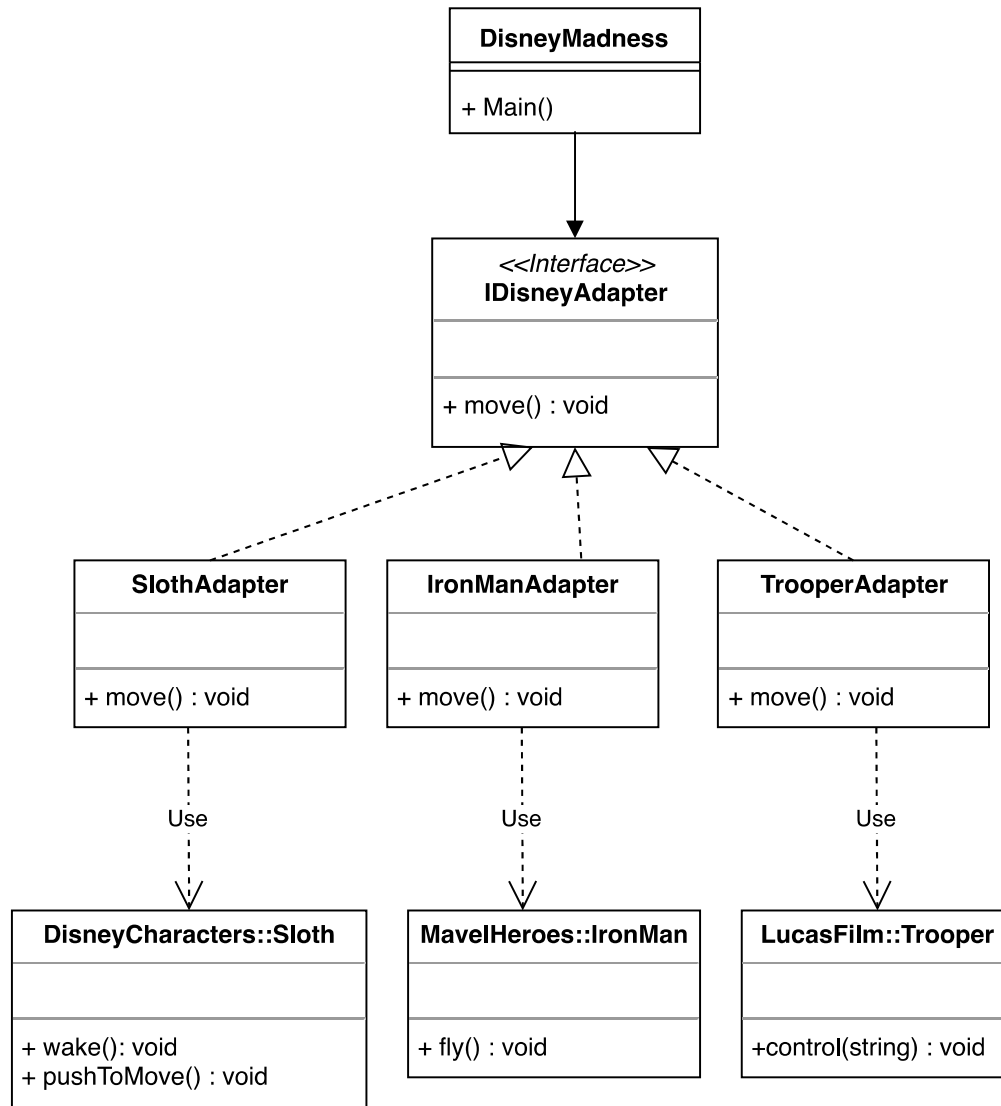 DisneyMadness
+ Main()
<<Interface>>
IDisneyAdapter
+ move() : void
SlothAdapter
+ move() : void
IronManAdapter
+ move() : void
TrooperAdapter
+ move() : void
Use
Use
Use
DisneyCharacters::Sloth
+ wake(): void
+ pushToMove() : void
MavelHeroes::IronMan
+ fly() : void
LucasFilm::Trooper
+control(string) : void